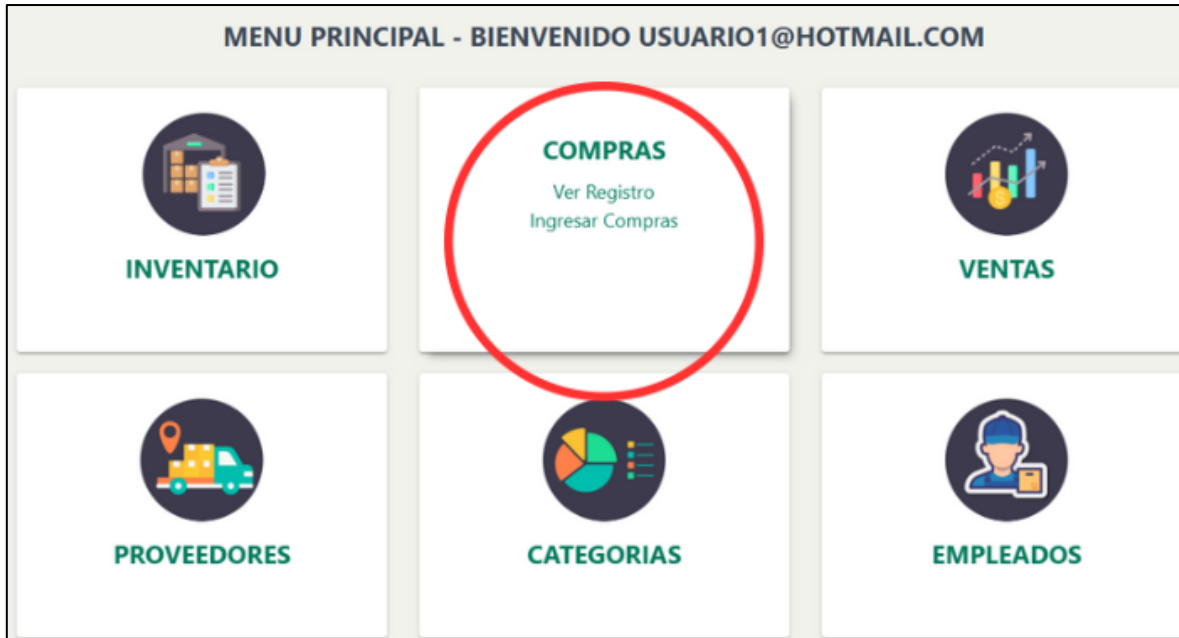 MENU PRINCIPAL - BIENVENIDO USUARIO1@HOTMAIL.COM
INVENTARIO
COMPRAS
Ver Registro
Ingresar Compras
VENTAS
PROVEEDORES
CATEGORIAS
EMPLEADOS